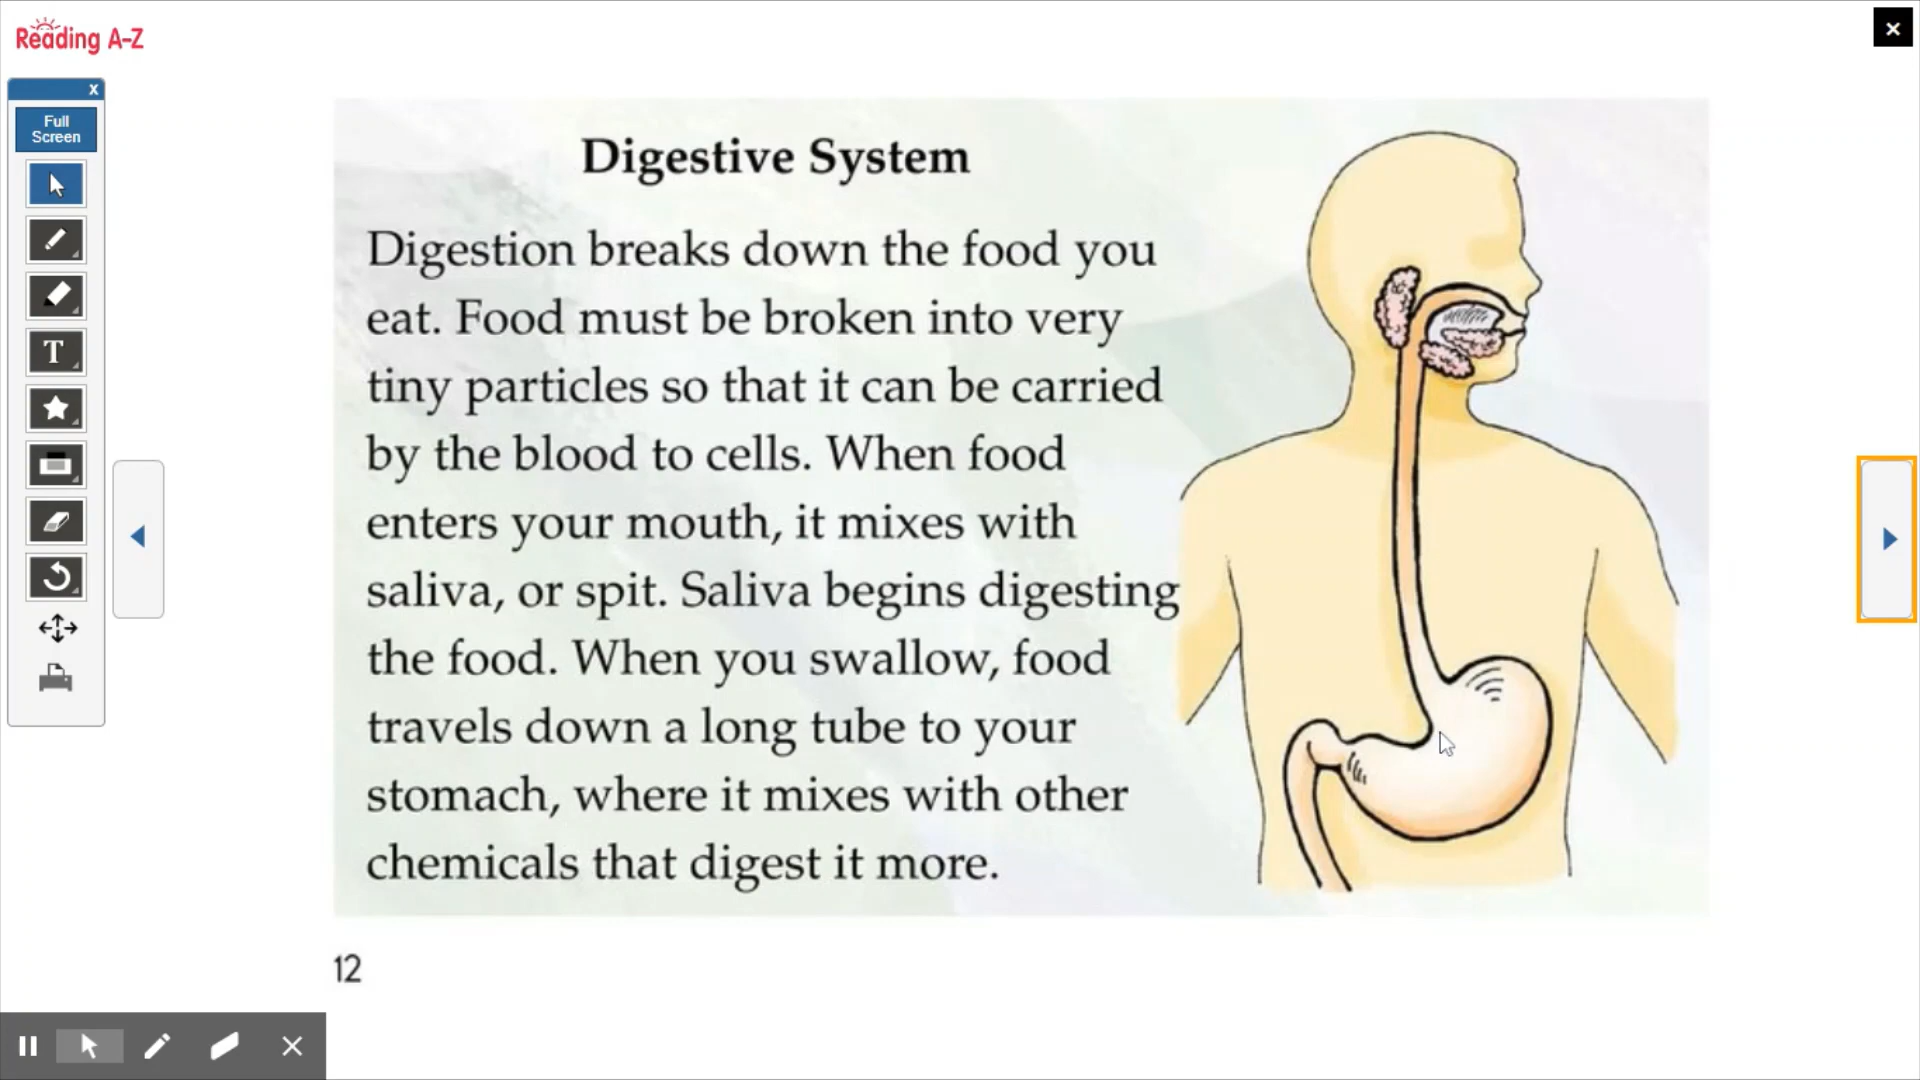 Reading A-Z
x
Full
Screen
T
Digestive System
Digestion breaks down the food you
eat. Food must be broken into very
tiny particles so that it can be carried
by the blood to cells. When food
enters your mouth, it mixes with
saliva, or spit. Saliva begins digesting
the food. When you swallow, food
travels down a long tube to your
stomach, where it mixes with other
chemicals that digest it more.
12